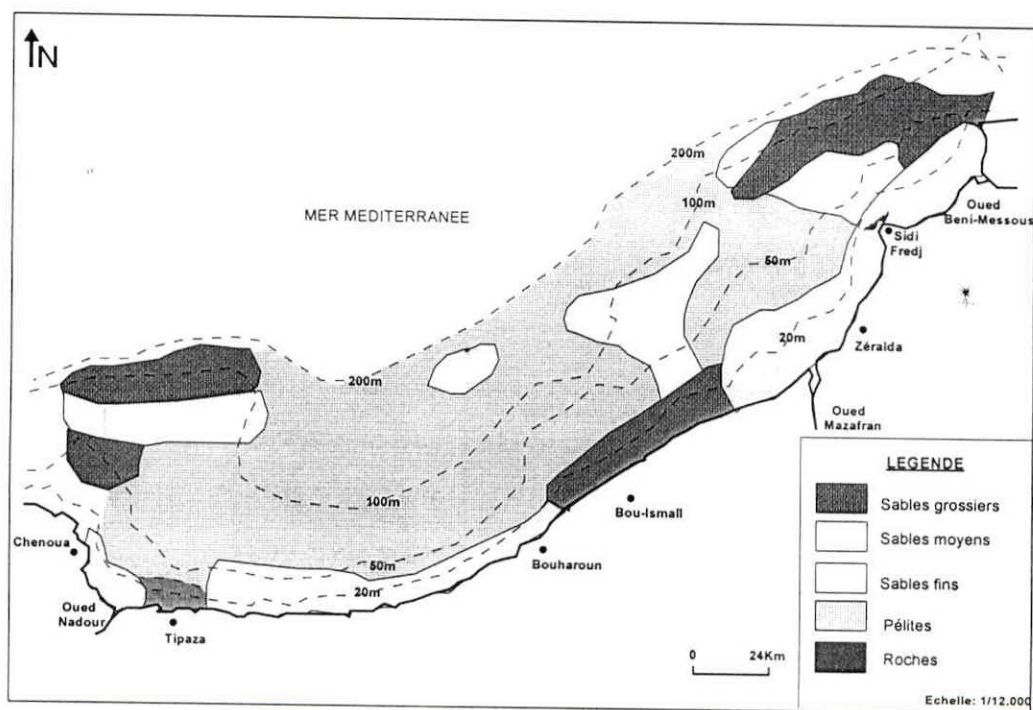 N
MER MEDITERRANEE
200m
100m
50m
20m
200m
100m
50m
20m
Oued
Beni-Messous
Sidi
Fredj
Zéralda
Oued
Mazafran
Bou-Ismaîl
Bouharoun
Chenoua
Oued
Nadour
Tipaza
0 24Km
LEGENDE
Sables grossiers
Sables moyens
Sables fins
Pélites
Roches
Echelle: 1/12.000